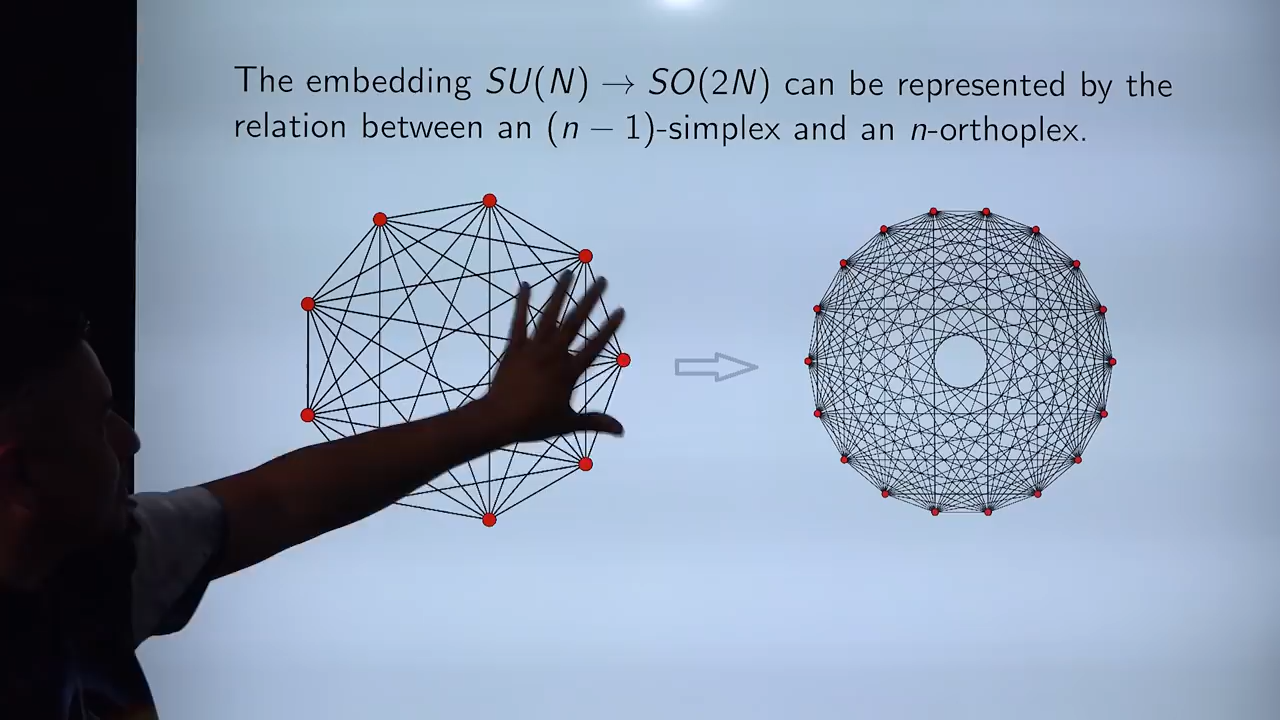 The embedding SU(N) → SO(2N) can be represented by the
relation between an (n − 1)-simplex and an n-orthoplex.